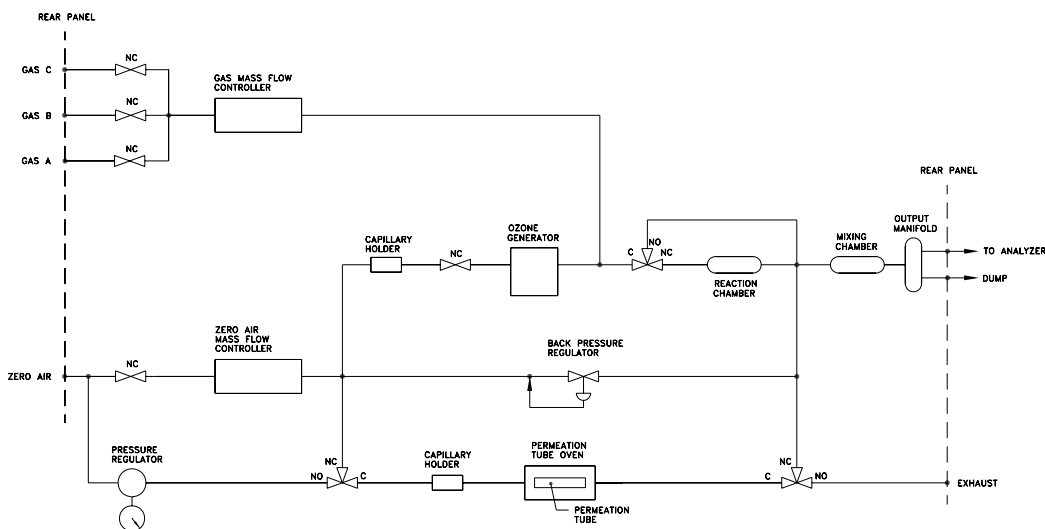 REAR PANEL
NC
GAS C
GAS MASS FLOW
CONTROLLER
NC
GAS B
NC
GAS A
REAR PANEL
OUTPUT
MANIFOLD
OZONE
GENERATOR
CAPILLARY
HOLDER
NC
C
NO
NC
REACTION
CHAMBER
MIXING
CHAMBER
TO ANALYZER
DUMP
ZERO AIR
MASS FLOW
CONTROLLER
BACK PRESSURE
REGULATOR
NC
ZERO AIR
PRESSURE
REGULATOR
NC
NO
C
CAPILLARY
HOLDER
PERMEATION
TUBE OVEN
PERMEATION
TUBE
NC
C
NO
EXHAUST